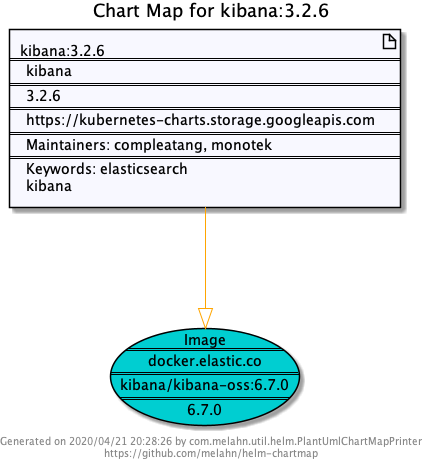 Chart Map for kibana:3.2.6
kibana:3.2.6
kibana
3.2.6
https://kubernetes-charts.storage.googleapis.com
Maintainers: compleatang, monotek
Keywords: elasticsearch
kibana
Image
docker.elastic.co
kibana/kibana-oss:6.7.0
6.7.0
Generated on 2020/04/21 20:28:26 by com.melahn.util.helm.PlantUmlChartMapPrinter
https://github.com/melahn/helm-chartmap